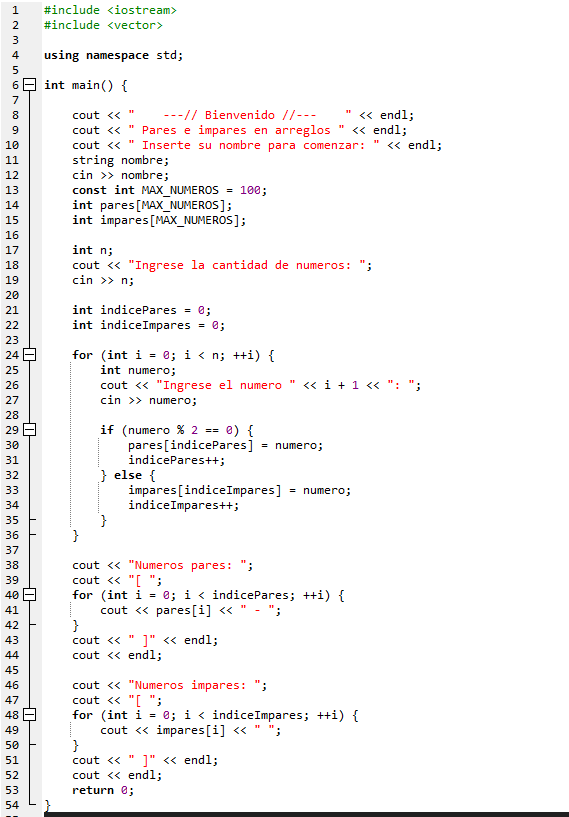 1 #include <iostream>
2 #include <vector>
3
4 using namespace std;
5
6 int main() {
7
8 cout << "    ---// Bienvenido //---    " << endl;
9 cout << " Pares e impares en arreglos " << endl;
10 cout << " Inserte su nombre para comenzar: " << endl;
11 string nombre;
12 cin >> nombre;
13 const int MAX_NUMEROS = 100;
14 int pares[MAX_NUMEROS];
15 int impares[MAX_NUMEROS];
16
17 int n;
18 cout << "Ingrese la cantidad de numeros: ";
19 cin >> n;
20
21 int indicePares = 0;
22 int indiceImpares = 0;
23
24 for (int i = 0; i < n; ++i) {
25 int numero;
26 cout << "Ingrese el numero " << i + 1 << ": ";
27 cin >> numero;
28
29 if (numero % 2 == 0) {
30 pares[indicePares] = numero;
31 indicePares++;
32 } else {
33 impares[indiceImpares] = numero;
34 indiceImpares++;
35 }
36 }
37
38 cout << "Numeros pares: ";
39 cout << "[ ";
40 for (int i = 0; i < indicePares; ++i) {
41 cout << pares[i] << " - ";
42 }
43 cout << " ]" << endl;
44 cout << endl;
45
46 cout << "Numeros impares: ";
47 cout << "[ ";
48 for (int i = 0; i < indiceImpares; ++i) {
49 cout << impares[i] << " ";
50 }
51 cout << " ]" << endl;
52 cout << endl;
53 return 0;
54 }